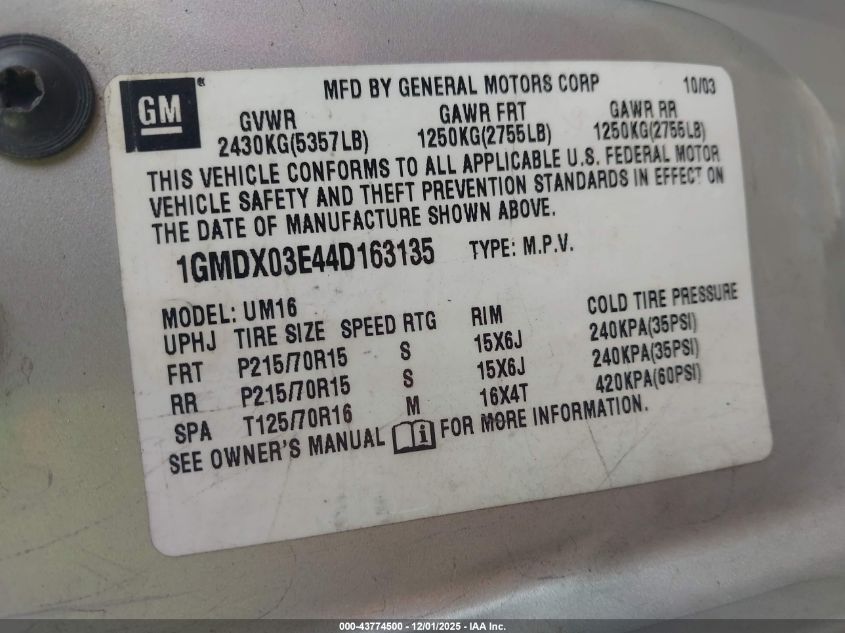 GM® MFD BY GENERAL MOTORS CORP 10/03
GVWR GAWR FRT GAWR RR
2430KG(5357LB) 1250KG(2755LB) 1250KG(2755LB)
THIS VEHICLE CONFORMS TO ALL APPLICABLE U.S. FEDERAL MOTOR
VEHICLE SAFETY AND THEFT PREVENTION STANDARDS IN EFFECT ON
THE DATE OF MANUFACTURE SHOWN ABOVE.
1GMDX03E44D163135 TYPE: M.P.V.
MODEL: UM16
UPHJ TIRE SIZE SPEED RTG RIM COLD TIRE PRESSURE
FRT P215/70R15 S 15X6J 240KPA(35PSI)
RR P215/70R15 S 15X6J 240KPA(35PSI)
SPA T125/70R16 M 16X4T 420KPA(60PSI)
SEE OWNER'S MANUAL i FOR MORE INFORMATION.
000-43774500 - 12/01/2025 - IAA Inc.